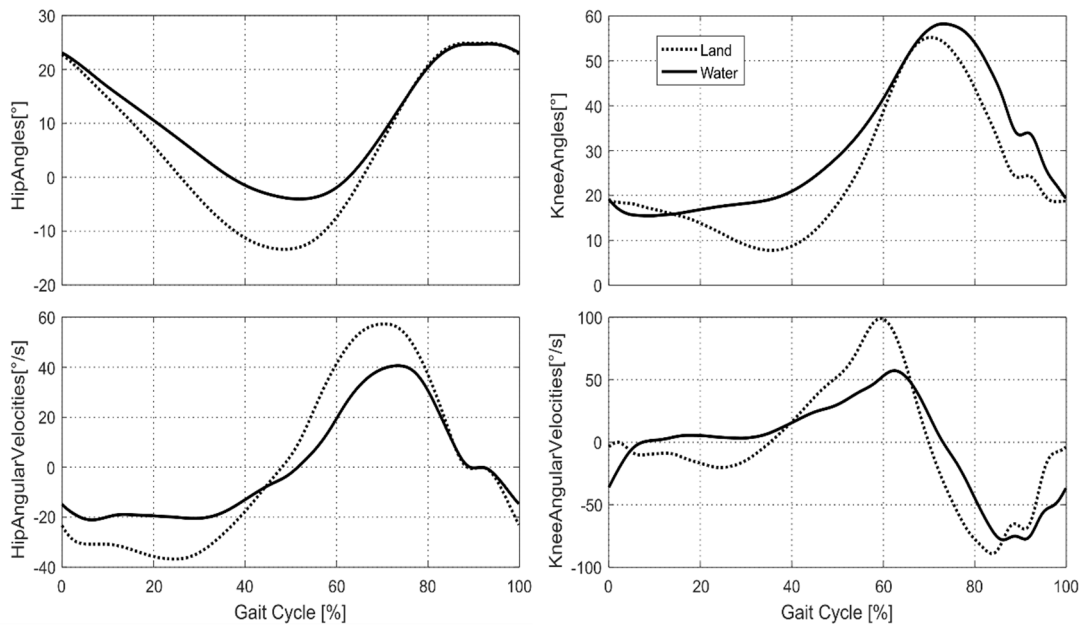 HipAngles[°]
30
20
10
0
-10
-20
KneeAngles[°]
60
50
40
30
20
10
0
Land
Water
HipAngularVelocities[°/s]
60
40
20
0
-20
-40
0 20 40 60 80 100
Gait Cycle [%]
KneeAngularVelocities[°/s]
100
50
0
-50
-100
0 20 40 60 80 100
Gait Cycle [%]